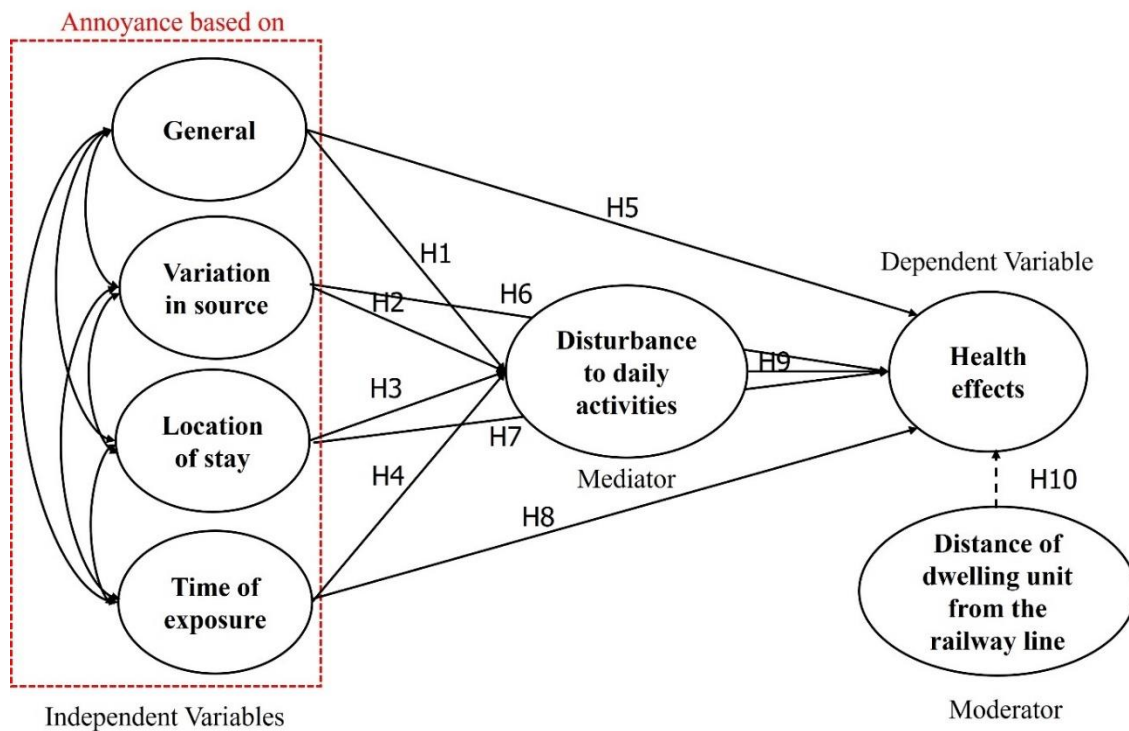 Annoyance based on
General
H5
H1
Variation
in source
H6
H2
Dependent Variable
Disturbance
to daily
activities
H9
Health
effects
H3
Location
of stay
H7
H4
Mediator
H10
H8
Time of
exposure
Distance of
dwelling unit
from the
railway line
Independent Variables
Moderator